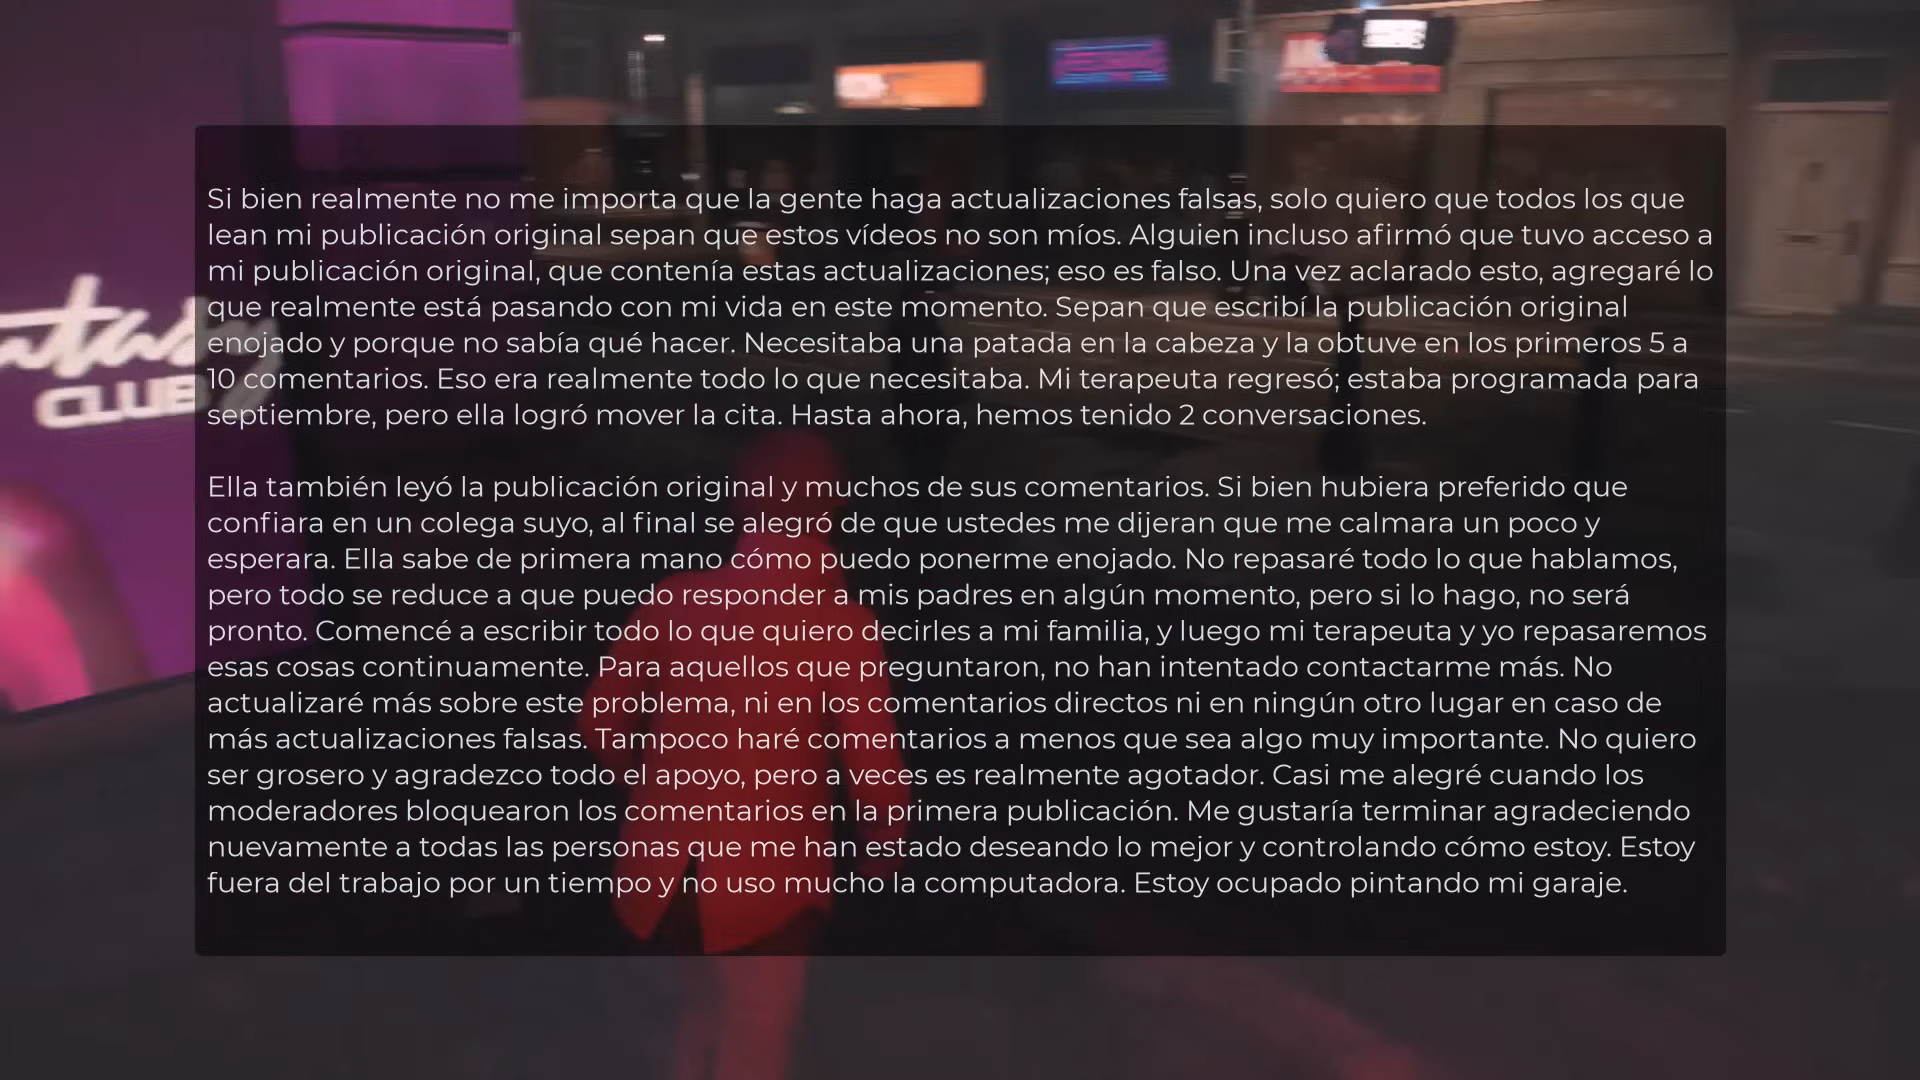 Si bien realmente no me importa que la gente haga actualizaciones falsas, solo quiero que todos los que
lean mi publicación original sepan que estos vídeos no son míos. Alguien incluso afirmó que tuvo acceso a
mi publicación original, que contenía estas actualizaciones; eso es falso. Una vez aclarado esto, agregaré lo
que realmente está pasando con mi vida en este momento. Sepan que escribí la publicación original
enojado y porque no sabía qué hacer. Necesitaba una patada en la cabeza y la obtuve en los primeros 5 a
10 comentarios. Eso era realmente todo lo que necesitaba. Mi terapeuta regresó; estaba programada para
septiembre, pero ella logró mover la cita. Hasta ahora, hemos tenido 2 conversaciones.
Ella también leyó la publicación original y muchos de sus comentarios. Si bien hubiera preferido que
confiara en un colega suyo, al final se alegró de que ustedes me dijeran que me calmara un poco y
esperara. Ella sabe de primera mano cómo puedo ponerme enojado. No repasaré todo lo que hablamos,
pero todo se reduce a que puedo responder a mis padres en algún momento, pero si lo hago, no será
pronto. Comencé a escribir todo lo que quiero decirles a mi familia, y luego mi terapeuta y yo repasaremos
esas cosas continuamente. Para aquellos que preguntaron, no han intentado contactarme más. No
actualizaré más sobre este problema, ni en los comentarios directos ni en ningún otro lugar en caso de
más actualizaciones falsas. Tampoco haré comentarios a menos que sea algo muy importante. No quiero
ser grosero y agradezco todo el apoyo, pero a veces es realmente agotador. Casi me alegré cuando los
moderadores bloquearon los comentarios en la primera publicación. Me gustaría terminar agradeciendo
nuevamente a todas las personas que me han estado deseando lo mejor y controlando cómo estoy. Estoy
fuera del trabajo por un tiempo y no uso mucho la computadora. Estoy ocupado pintando mi garaje.
CLUB